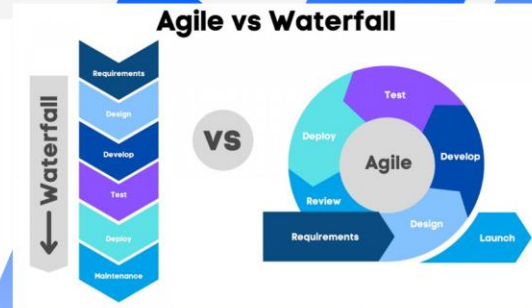 Agile vs Waterfall
Waterfall
Requirements
Design
Develop
Test
Deploy
Maintenance
VS
Test
Deploy
Develop
Agile
Review
Design
Requirements
Launch